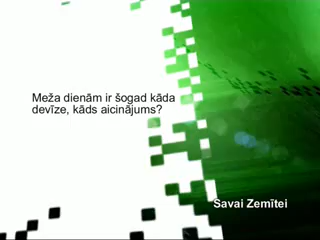 Meža dienām ir šogad kāda
devīze, kāds aicinājums?
Savai Zemītei